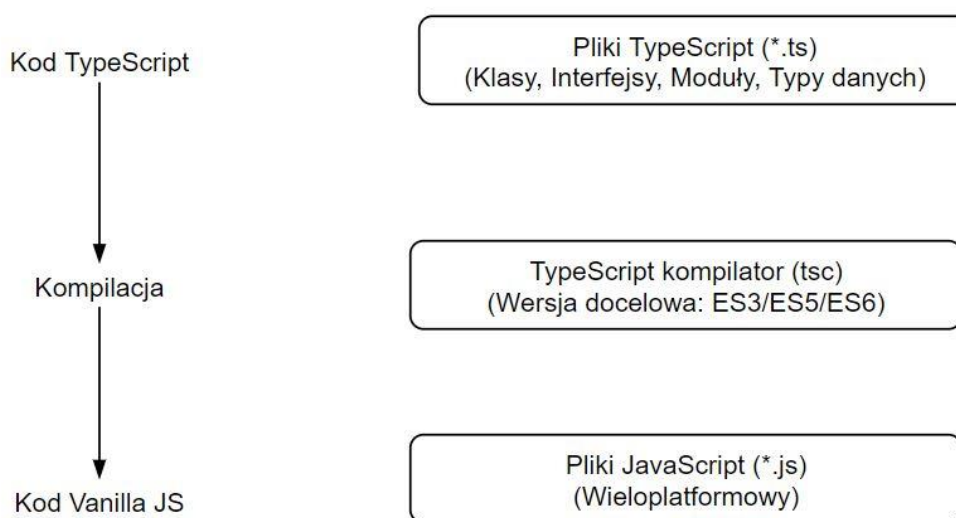 Kod TypeScript
Pliki TypeScript (*.ts)
(Klasy, Interfejsy, Moduły, Typy danych)
Kompilacja
TypeScript kompilator (tsc)
(Wersja docelowa: ES3/ES5/ES6)
Kod Vanilla JS
Pliki JavaScript (*.js)
(Wieloplatformowy)